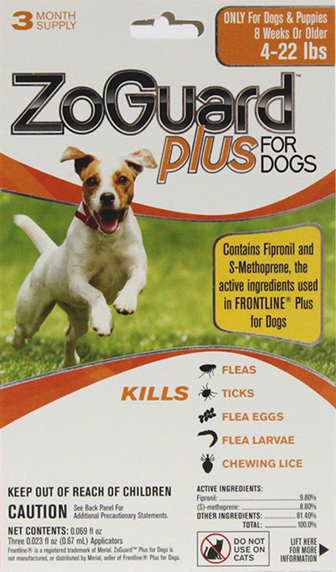 3 MONTH
SUPPLY
ONLY For Dogs & Puppies
8 Weeks Or Older
4-22 lbs
ZoGuard™
plus FOR
DOGS
Contains Fipronil and
S-Methoprene, the
active ingredients used
in FRONTLINE® Plus
for Dogs
KILLS
FLEAS
TICKS
FLEA EGGS
FLEA LARVAE
CHEWING LICE
KEEP OUT OF REACH OF CHILDREN
CAUTION See Back Panel For
Additional Precautionary Statements.
NET CONTENTS: 0.069 fl oz
Three 0.023 fl oz (0.67 mL) Applicators
Frontline® is a registered trademark of Merial. ZoGuard™ Plus for Dogs is
not manufactured, or distributed by Merial, seller of Frontline® Plus for Dogs.
ACTIVE INGREDIENTS:
Fipronil 9.80%
(S)-methoprene 8.80%
OTHER INGREDIENTS: 81.40%
TOTAL: 100.0%
DO NOT
USE ON
CATS
LIFT HERE
FOR MORE
INFORMATION